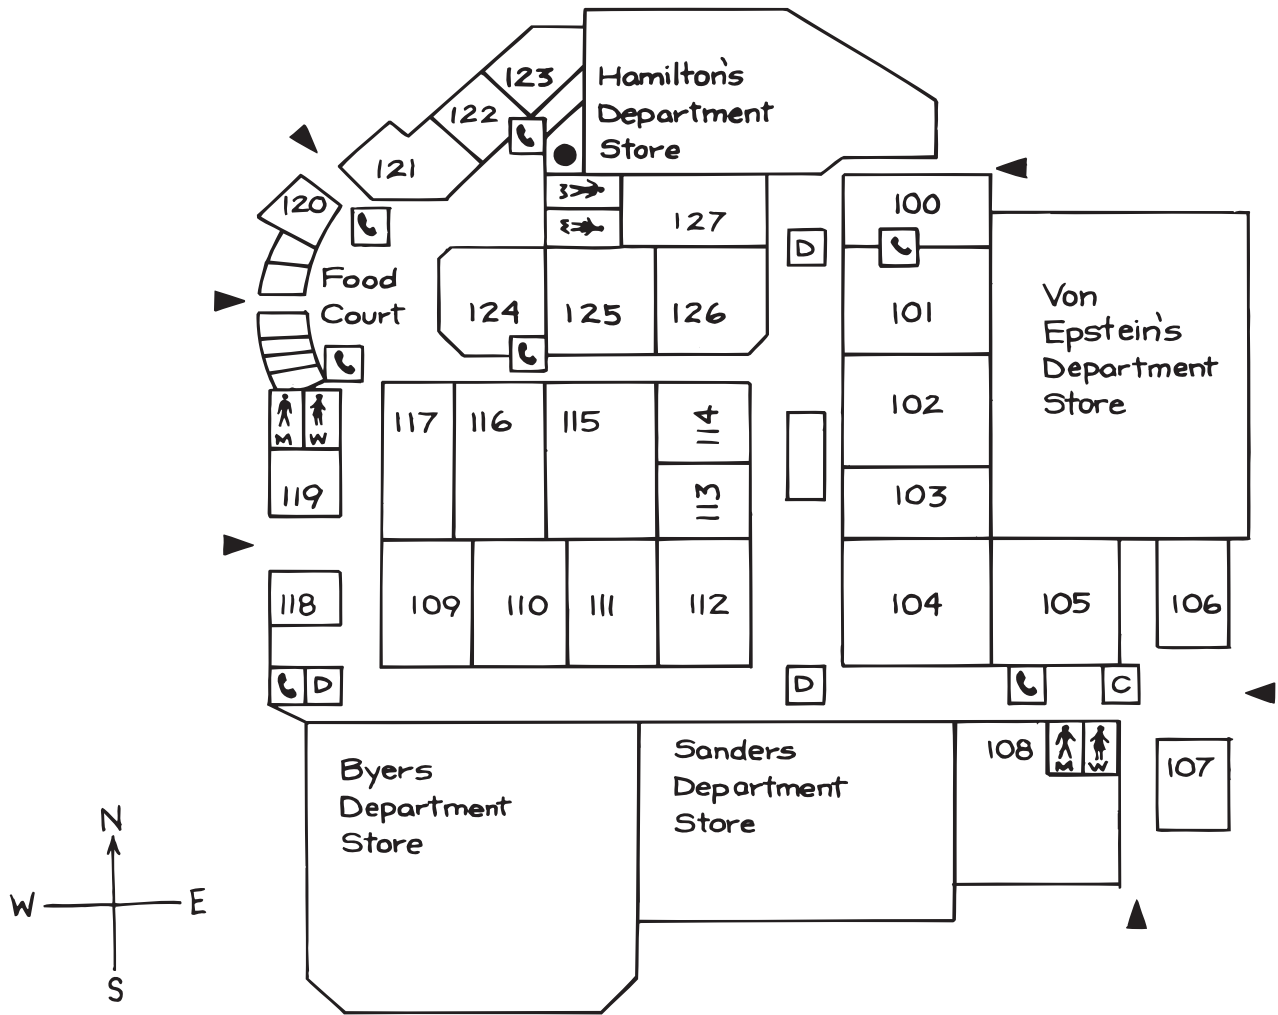 123
Hamilton's
Department
Store
122
121
120
M
W
127
100
D
Food
Court
124
125
126
101
Von
Epstein's
Department
Store
117
116
115
114
102
M
W
119
113
103
118
109
110
111
112
104
105
106
D
D
C
Byers
Department
Store
Sanders
Department
Store
108
M
W
107
N
W
E
S